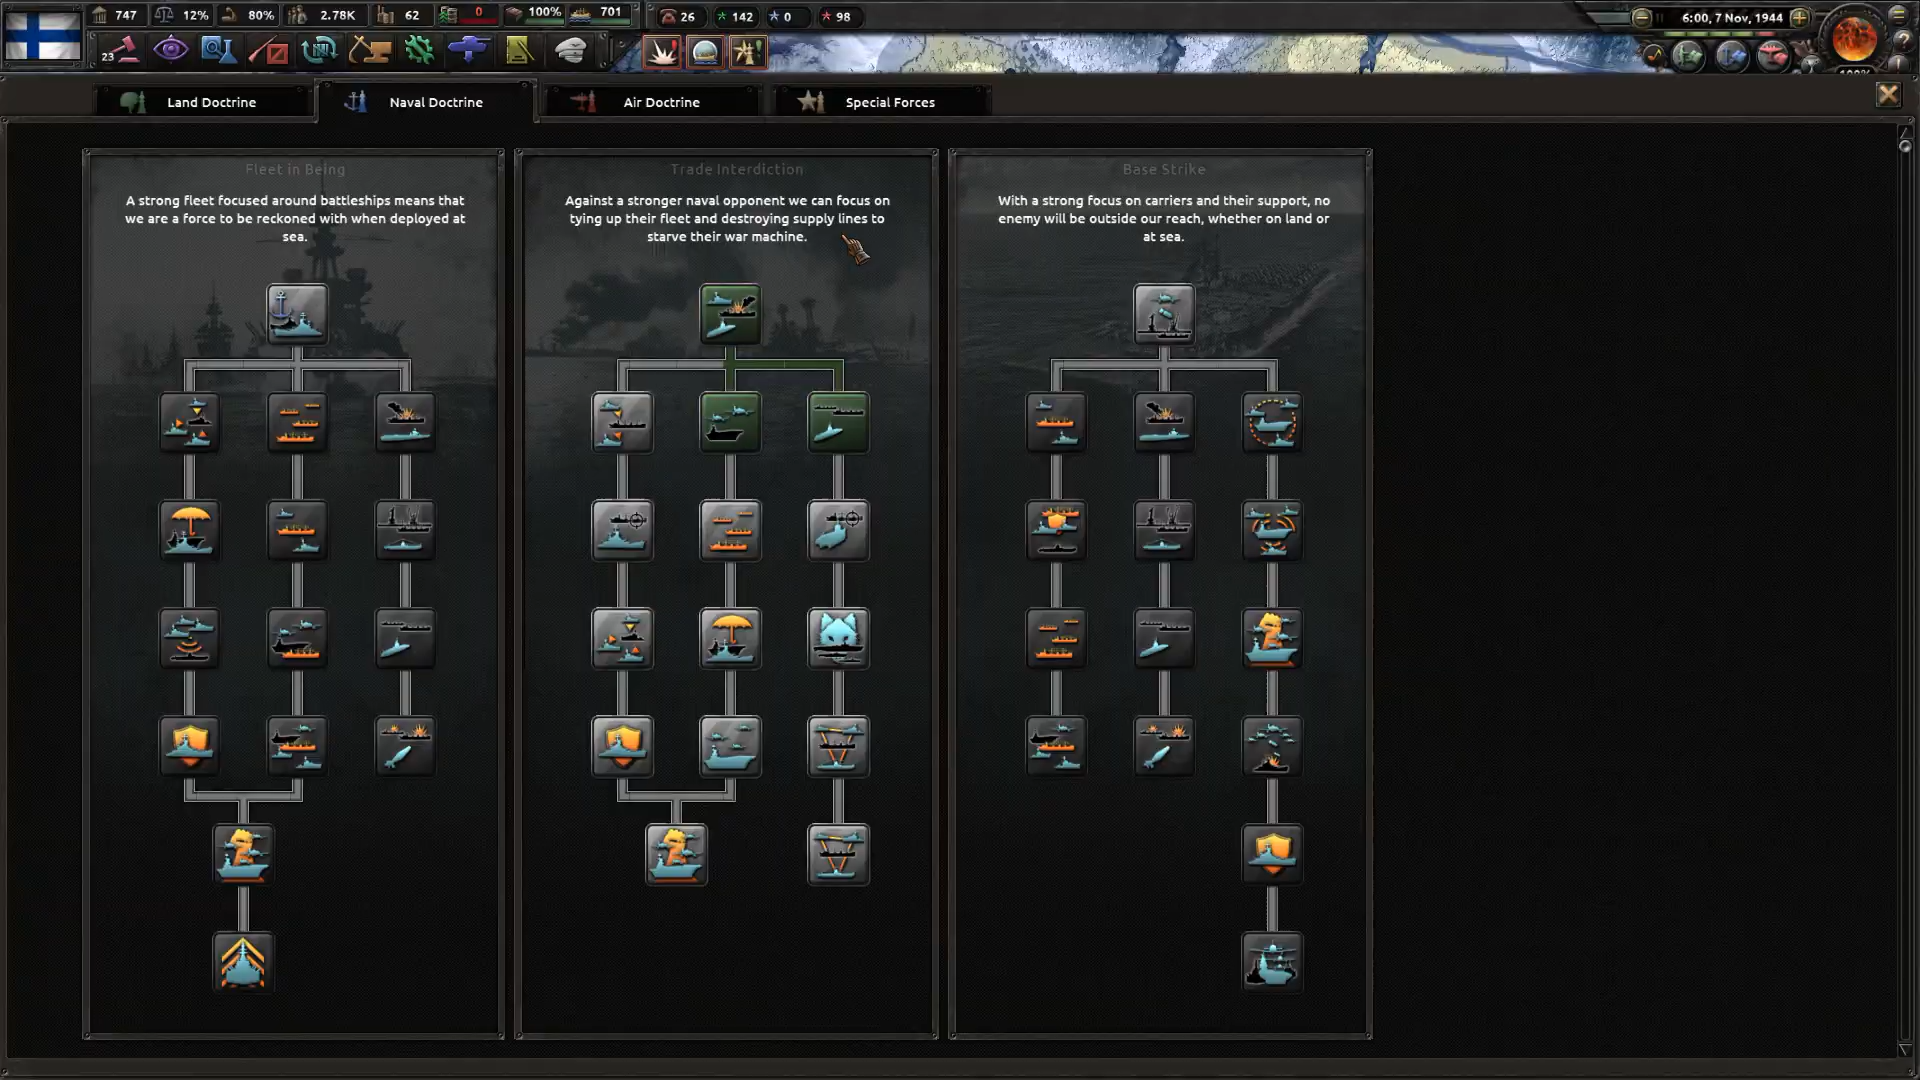 747 12% 80% 2.78K 62 0 100% 701 26 142 0 98 6:00, 7 Nov, 1944
23 100%
Land Doctrine Naval Doctrine Air Doctrine Special Forces
Fleet in Being
A strong fleet focused around battleships means that
we are a force to be reckoned with when deployed at
sea.
Trade Interdiction
Against a stronger naval opponent we can focus on
tying up their fleet and destroying supply lines to
starve their war machine.
Base Strike
With a strong focus on carriers and their support, no
enemy will be outside our reach, whether on land or
at sea.